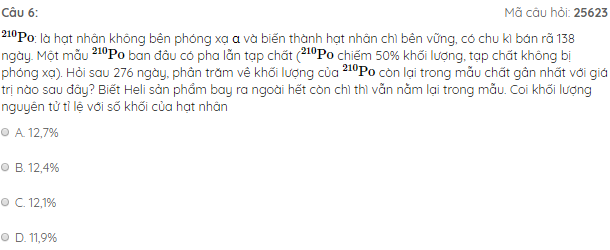 Câu 6: Mã câu hỏi: 25623
²¹⁰Po: là hạt nhân không bên phóng xạ α và biến thành hạt nhân chì bên vững, có chu kì bán rã 138
ngày. Một mẫu ²¹⁰Po ban đầu có pha lẫn tạp chất (²¹⁰Po chiếm 50% khối lượng, tạp chất không bị
phóng xạ). Hỏi sau 276 ngày, phần trăm về khối lượng của ²¹⁰Po còn lại trong mẫu chất gần nhất với giá
trị nào sau đây? Biết Heli sản phẩm bay ra ngoài hết còn chì thì vẫn nằm lại trong mẫu. Coi khối lượng
nguyên tử tỉ lệ với số khối của hạt nhân
A. 12,7%
B. 12,4%
C. 12,1%
D. 11,9%